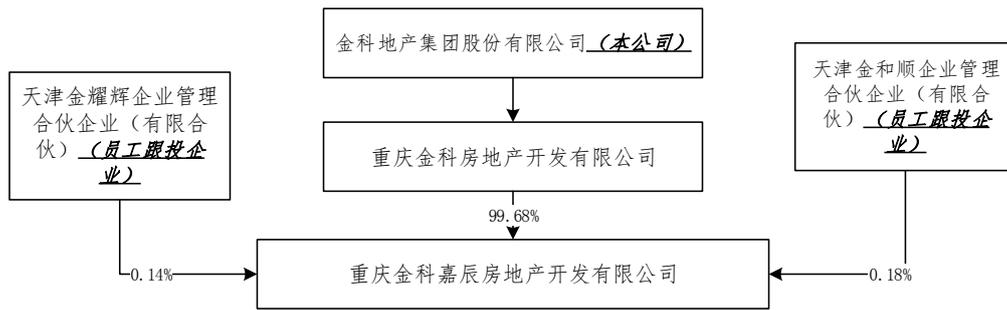 金科地产集团股份有限公司（本公司）
天津金耀辉企业管理
合伙企业（有限合
伙）（员工跟投企
业）
天津金和顺企业管理
合伙企业（有限合
伙）（员工跟投企
业）
重庆金科房地产开发有限公司
99.68%
0.14%
重庆金科嘉辰房地产开发有限公司
0.18%